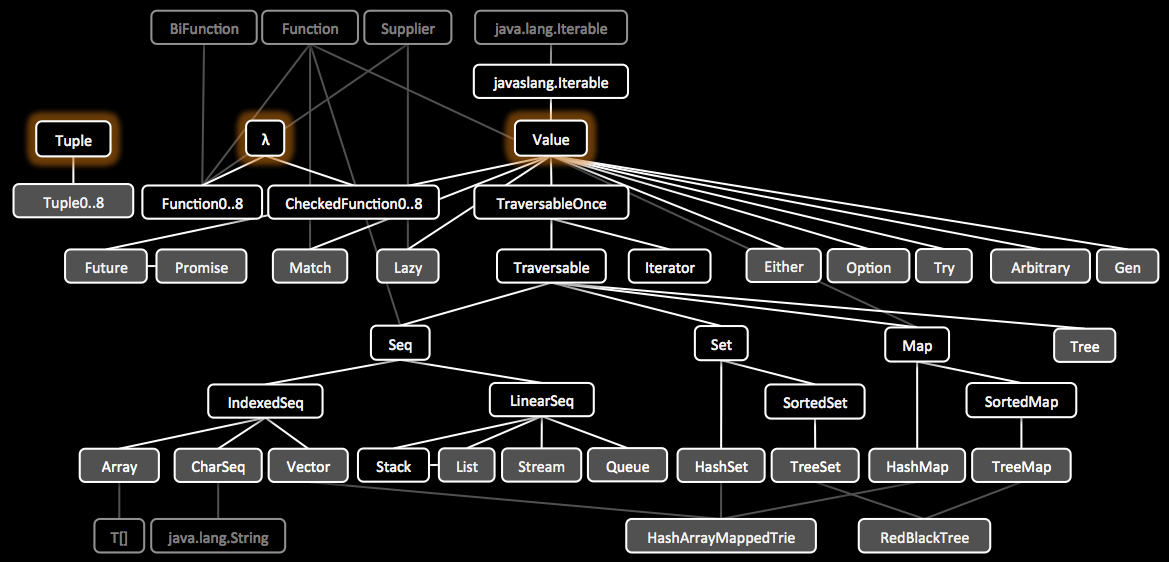 BiFunction
Function
Supplier
java.lang.Iterable
javaslang.Iterable
Tuple
λ
Value
Tuple0..8
Function0..8
CheckedFunction0..8
TraversableOnce
Future
Promise
Match
Lazy
Traversable
Iterator
Either
Option
Try
Arbitrary
Gen
Seq
Set
Map
Tree
IndexedSeq
LinearSeq
SortedSet
SortedMap
Array
CharSeq
Vector
Stack
List
Stream
Queue
HashSet
TreeSet
HashMap
TreeMap
T[]
java.lang.String
HashArrayMappedTrie
RedBlackTree